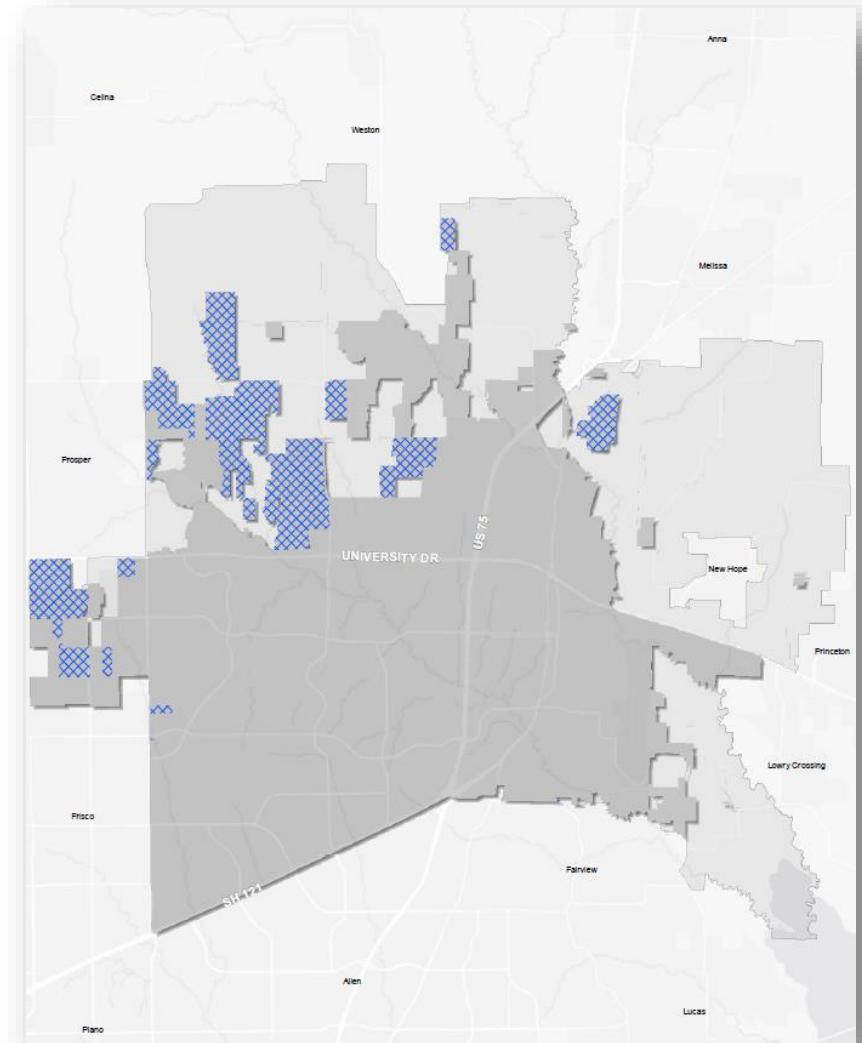 Anna
Celina
Weston
Melissa
Prosper
US 75
UNIVERSITY DR
New Hope
Princeton
Lowry Crossing
Frisco
Fairview
SH 121
Allen
Lucas
Plano